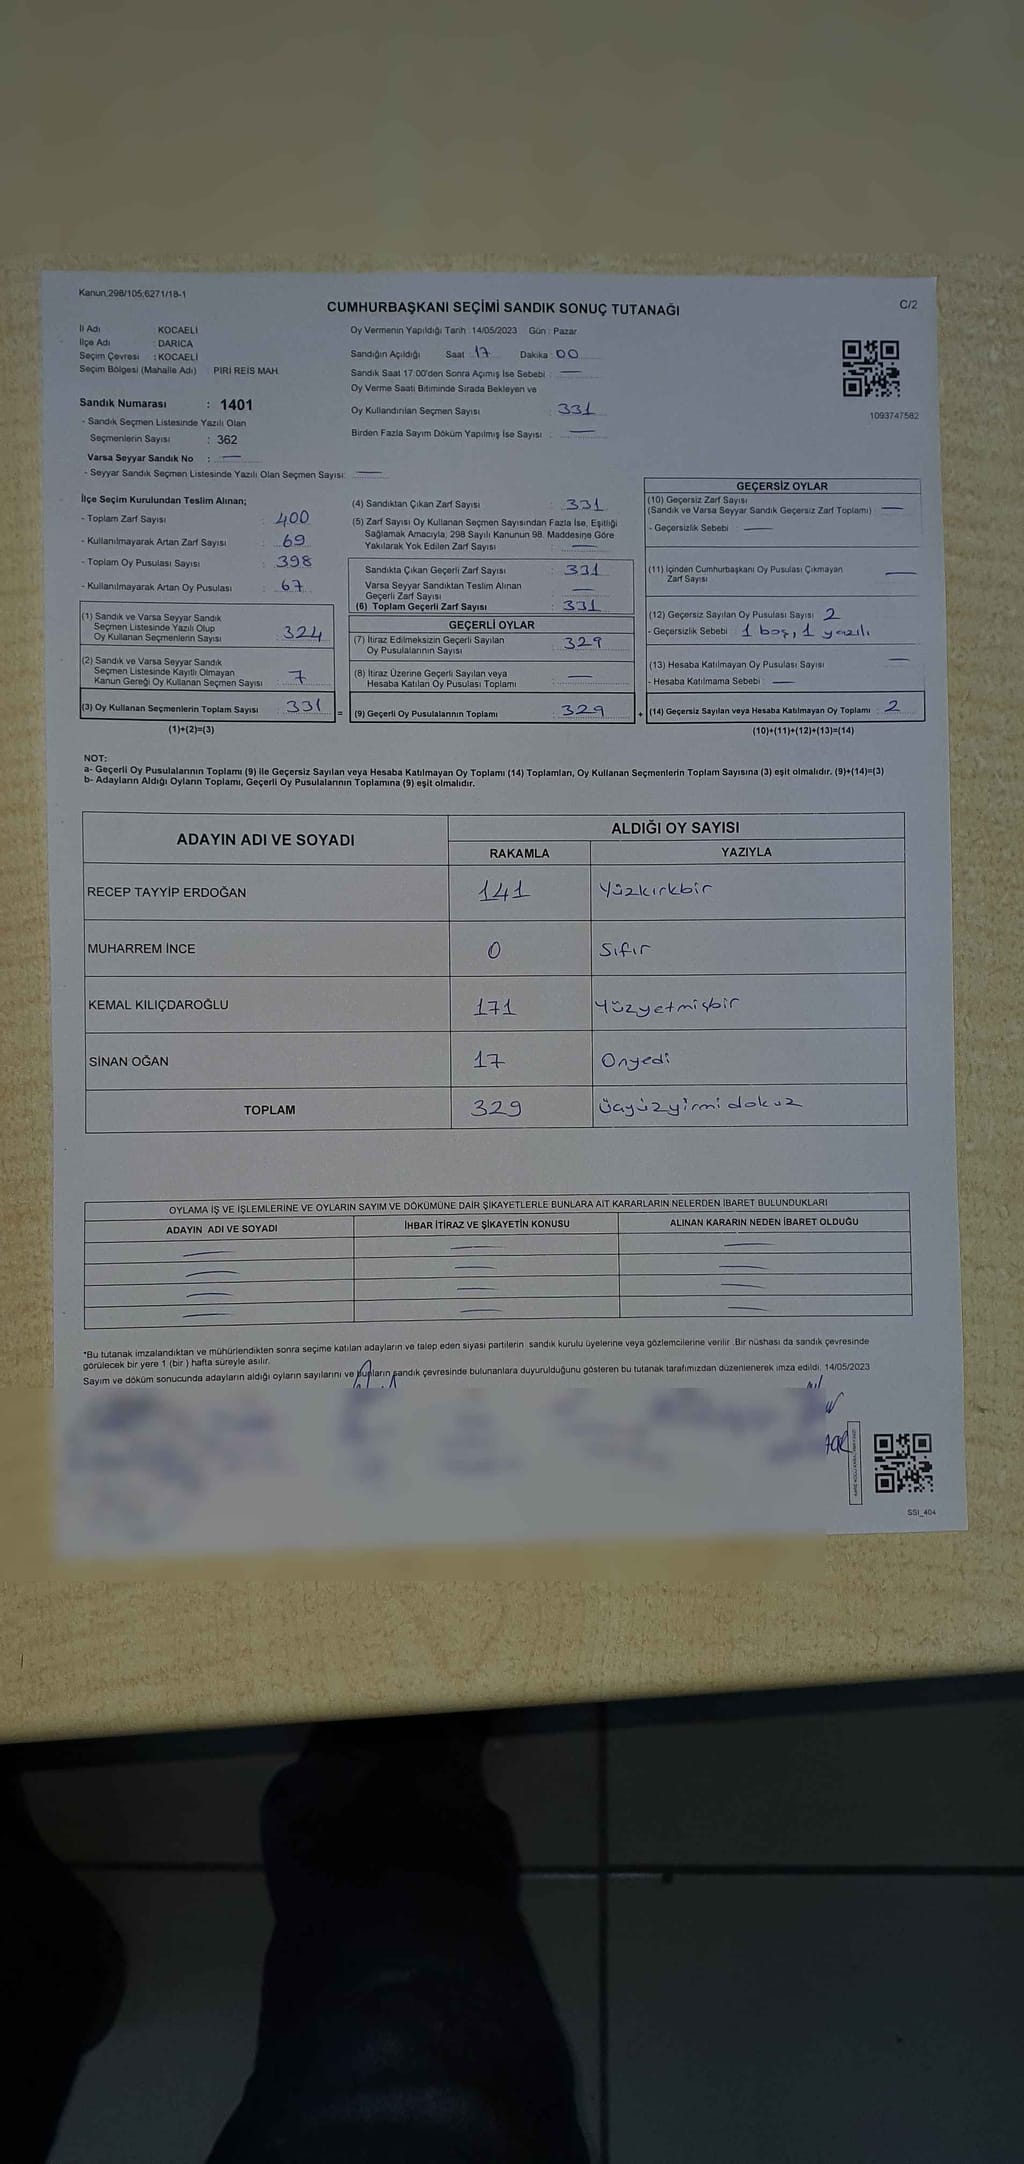 Kanun,298/105,6271/18-1
CUMHURBAŞKANI SEÇİMİ SANDIK SONUÇ TUTANAĞI
C/2
İl Adı : KOCAELİ
İlçe Adı : DARICA
Seçim Çevresi : KOCAELİ
Seçim Bölgesi (Mahalle Adı) PİRİ REİS MAH.
Sandık Numarası : 1401
- Sandık Seçmen Listesinde Yazılı Olan
Seçmenlerin Sayısı : 362
Varsa Seyyar Sandık No : —
- Seyyar Sandık Seçmen Listesinde Yazılı Olan Seçmen Sayısı: —
Oy Vermenin Yapıldığı Tarih : 14/05/2023 Gün : Pazar
Sandığın Açıldığı Saat 17 Dakika 00
Sandık Saat 17:00'den Sonra Açımış İse Sebebi : —
Oy Verme Saati Bitiminde Sırada Bekleyen ve
Oy Kullandırılan Seçmen Sayısı : 331
Birden Fazla Sayım Döküm Yapılmış İse Sayısı : —
1093747582
İlçe Seçim Kurulundan Teslim Alınan;
- Toplam Zarf Sayısı : 400
- Kullanılmayarak Artan Zarf Sayısı : 69
- Toplam Oy Pusulası Sayısı : 398
- Kullanılmayarak Artan Oy Pusulası : 67
(1) Sandık ve Varsa Seyyar Sandık
Seçmen Listesinde Yazılı Olup
Oy Kullanan Seçmenlerin Sayısı 324
(2) Sandık ve Varsa Seyyar Sandık
Seçmen Listesinde Kayıtlı Olmayan
Kanun Gereği Oy Kullanan Seçmen Sayısı : 7
(3) Oy Kullanan Seçmenlerin Toplam Sayısı : 331
(1)+(2)=(3)
(4) Sandıktan Çıkan Zarf Sayısı : 331
(5) Zarf Sayısı Oy Kullanan Seçmen Sayısından Fazla İse, Eşitliği
Sağlamak Amacıyla, 298 Sayılı Kanunun 98. Maddesine Göre
Yakılarak Yok Edilen Zarf Sayısı : —
Sandıkta Çıkan Geçerli Zarf Sayısı : 331
Varsa Seyyar Sandıktan Teslim Alınan
Geçerli Zarf Sayısı : —
(6) Toplam Geçerli Zarf Sayısı : 331
GEÇERLİ OYLAR
(7) İtiraz Edilmeksizin Geçerli Sayılan
Oy Pusulalarının Sayısı : 329
(8) İtiraz Üzerine Geçerli Sayılan veya
Hesaba Katılan Oy Pusulası Toplamı : —
= (9) Geçerli Oy Pusulalarının Toplamı 329
GEÇERSİZ OYLAR
(10) Geçersiz Zarf Sayısı
(Sandık ve Varsa Seyyar Sandık Geçersiz Zarf Toplamı) : —
- Geçersizlik Sebebi : —
(11) İçinden Cumhurbaşkanı Oy Pusulası Çıkmayan
Zarf Sayısı —
(12) Geçersiz Sayılan Oy Pusulası Sayısı 2
- Geçersizlik Sebebi : 1 boş, 1 yazılı
(13) Hesaba Katılmayan Oy Pusulası Sayısı —
- Hesaba Katılmama Sebebi : —
+ (14) Geçersiz Sayılan veya Hesaba Katılmayan Oy Toplamı : 2
(10)+(11)+(12)+(13)=(14)
NOT:
a- Geçerli Oy Pusulalarının Toplamı (9) ile Geçersiz Sayılan veya Hesaba Katılmayan Oy Toplamı (14) Toplamları, Oy Kullanan Seçmenlerin Toplam Sayısına (3) eşit olmalıdır. (9)+(14)=(3)
b- Adayların Aldığı Oyların Toplamı, Geçerli Oy Pusulalarının Toplamına (9) eşit olmalıdır.
ADAYIN ADI VE SOYADI ALDIĞI OY SAYISI
RAKAMLA YAZIYLA
RECEP TAYYİP ERDOĞAN 141 Yüzkırkbir
MUHARREM İNCE 0 Sıfır
KEMAL KILIÇDAROĞLU 171 Yüzyetmişbir
SİNAN OĞAN 17 Onyedi
TOPLAM 329 üçyüzyirmi dokuz
OYLAMA İŞ VE İŞLEMLERİNE VE OYLARIN SAYIM VE DÖKÜMÜNE DAİR ŞİKAYETLERLE BUNLARA AİT KARARLARIN NELERDEN İBARET BULUNDUKLARI
ADAYIN ADI VE SOYADI İHBAR İTİRAZ VE ŞİKAYETİN KONUSU ALINAN KARARIN NEDEN İBARET OLDUĞU
*Bu tutanak imzalandıktan ve mühürlendikten sonra seçime katılan adayların ve talep eden siyasi partilerin sandık kurulu üyelerine veya gözlemcilerine verilir .Bir nüshası da sandık çevresinde
görülecek bir yere 1 (bir ) hafta süreyle asılır.
Sayım ve döküm sonucunda adayların aldığı oyların sayılarını ve bunların sandık çevresinde bulunanlara duyurulduğunu gösteren bu tutanak tarafımızdan düzenlenerek imza edildi. 14/05/2023
SSI_404